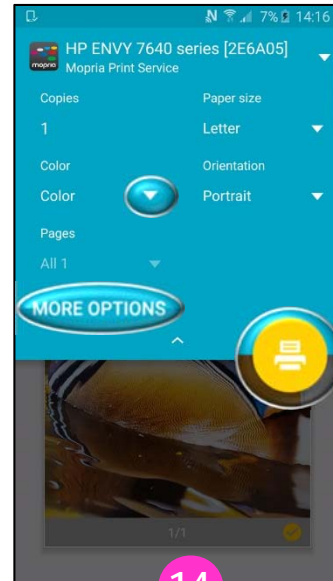 7% 14:16
HP ENVY 7640 series [2E6A05]
mopria
Mopria Print Service
Copies
Paper size
1
Letter
Color
Orientation
Color
Portrait
Pages
All 1
MORE OPTIONS
1/1
14